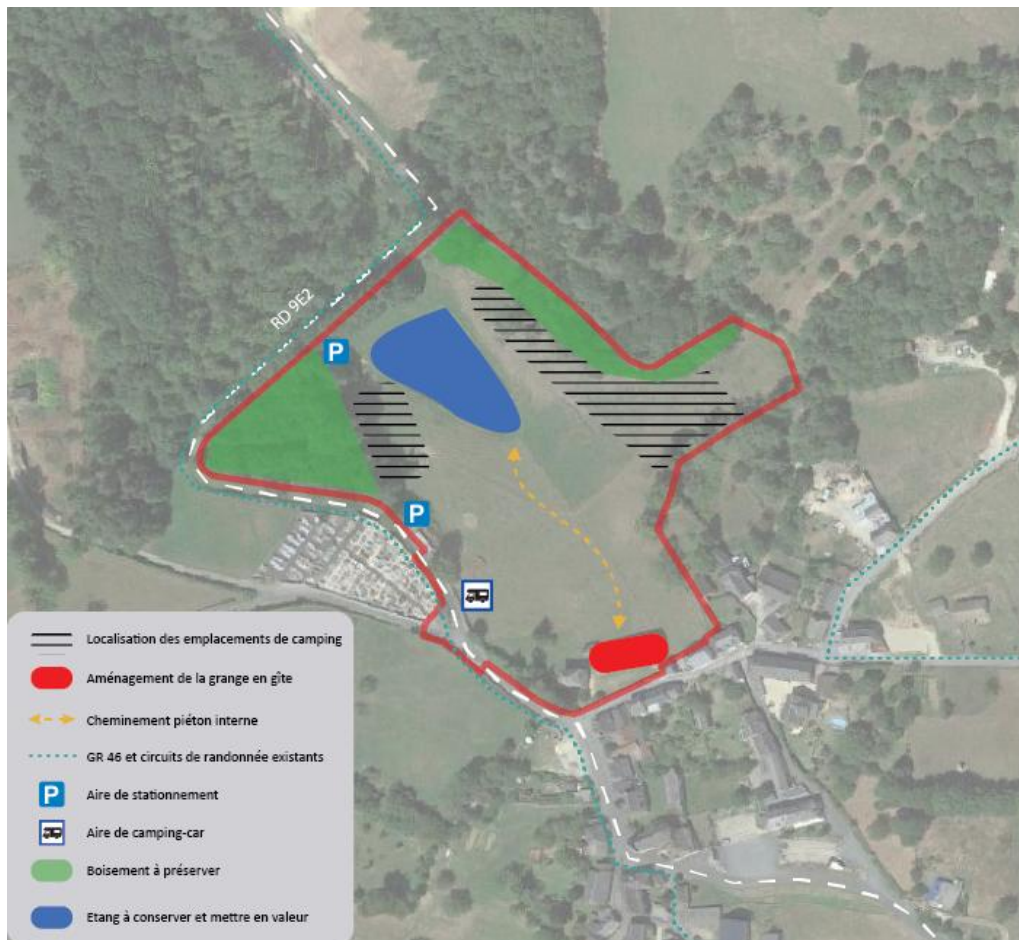 RD 9E2
P
P
Localisation des emplacements de camping
Aménagement de la grange en gîte
Cheminement piéton interne
GR 46 et circuits de randonnée existants
P
Aire de stationnement
Aire de camping-car
Boisement à préserver
Etang à conserver et mettre en valeur